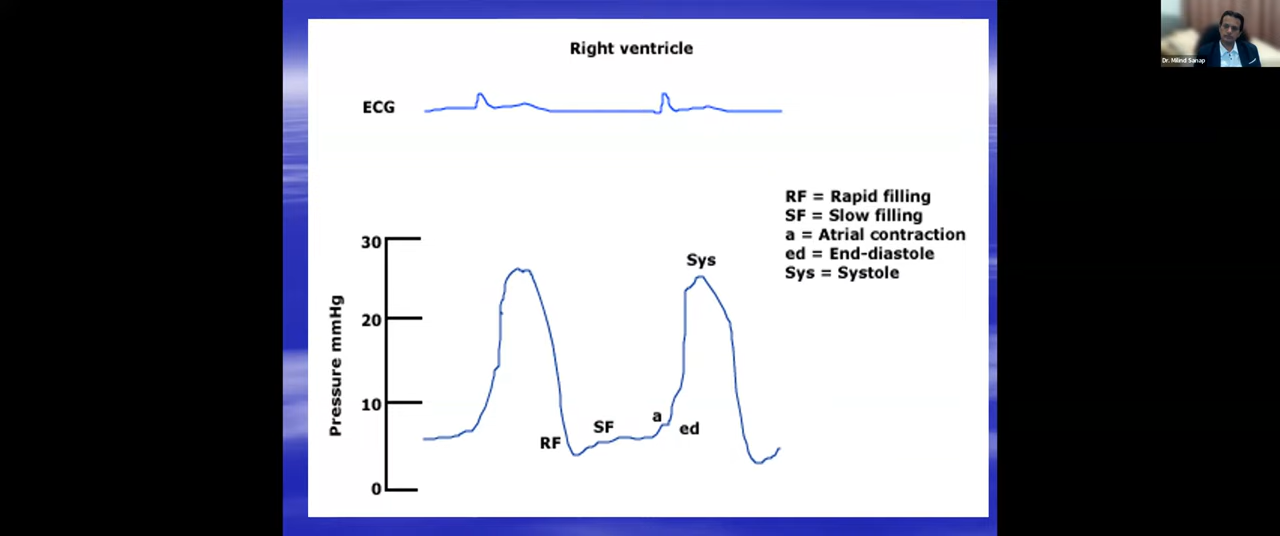 Right ventricle
ECG
RF = Rapid filling
SF = Slow filling
a = Atrial contraction
ed = End-diastole
Sys = Systole
30
20
10
0
Pressure mmHg
Sys
RF
SF
a
ed
Dr. Milind Sanap